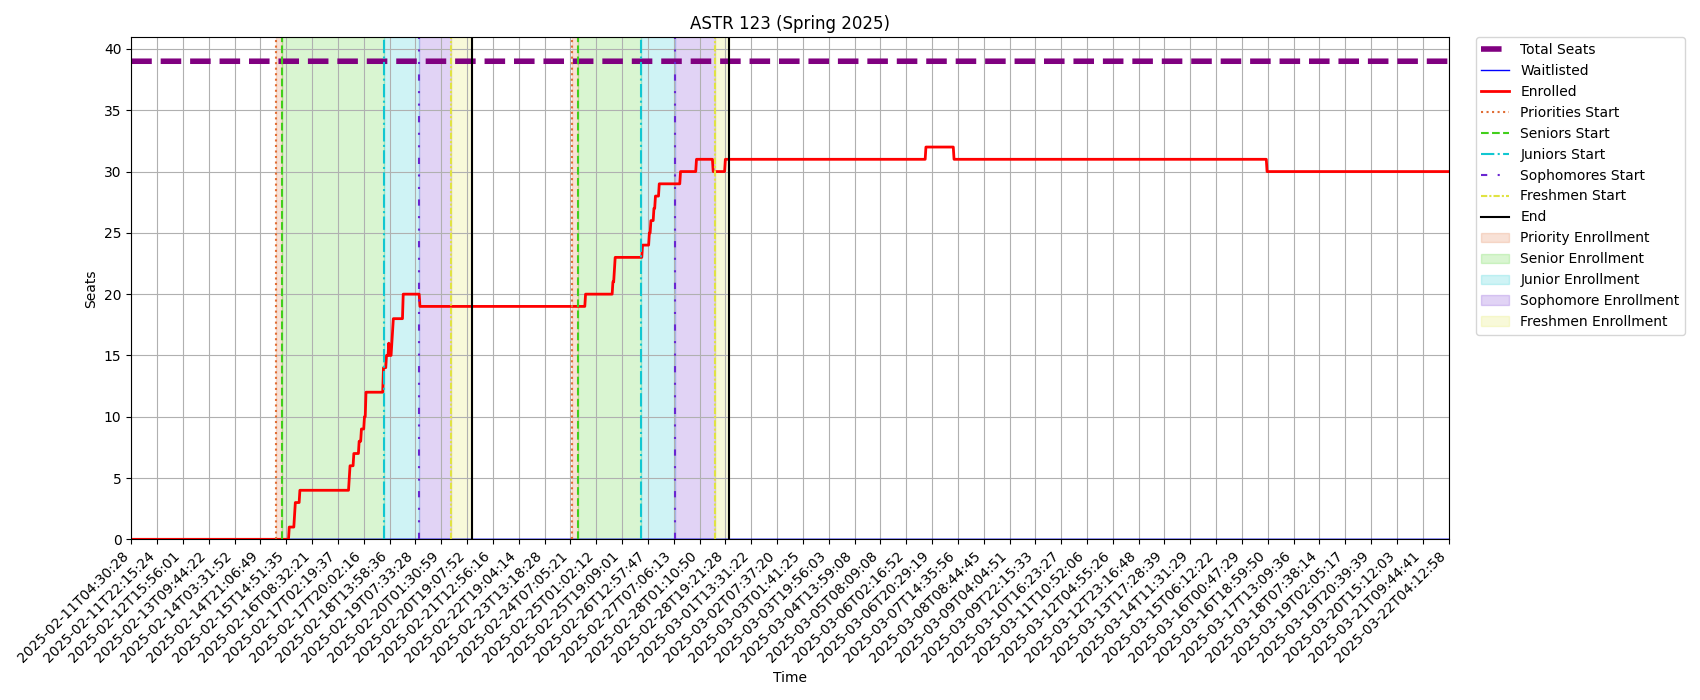 ASTR 123 (Spring 2025)
Total Seats
Waitlisted
Enrolled
Priorities Start
Seniors Start
Juniors Start
Sophomores Start
Freshmen Start
End
Priority Enrollment
Senior Enrollment
Junior Enrollment
Sophomore Enrollment
Freshmen Enrollment
Seats
40
35
30
25
20
15
10
5
0
2025-02-11T04:30:28
2025-02-11T22:15:24
2025-02-12T15:56:01
2025-02-13T09:44:22
2025-02-14T03:31:52
2025-02-14T21:06:49
2025-02-15T14:51:35
2025-02-16T08:32:21
2025-02-17T02:19:37
2025-02-17T20:02:16
2025-02-18T13:58:36
2025-02-19T07:33:28
2025-02-20T01:30:59
2025-02-20T19:07:52
2025-02-21T12:56:16
2025-02-22T19:04:14
2025-02-23T13:18:28
2025-02-24T07:05:21
2025-02-25T01:02:12
2025-02-25T19:09:01
2025-02-26T12:57:47
2025-02-27T07:06:13
2025-02-28T01:10:50
2025-02-28T19:21:28
2025-03-01T13:31:22
2025-03-02T07:37:20
2025-03-03T01:41:25
2025-03-03T19:56:03
2025-03-04T13:59:08
2025-03-05T08:09:08
2025-03-06T02:16:52
2025-03-06T20:29:19
2025-03-07T14:35:56
2025-03-08T08:44:45
2025-03-09T04:04:51
2025-03-09T22:15:33
2025-03-10T16:23:27
2025-03-11T10:52:06
2025-03-12T04:55:26
2025-03-12T23:16:48
2025-03-13T17:28:39
2025-03-14T11:31:29
2025-03-15T06:12:22
2025-03-16T00:47:29
2025-03-16T18:59:50
2025-03-17T13:09:36
2025-03-18T07:38:14
2025-03-19T02:05:17
2025-03-19T20:39:39
2025-03-20T15:12:03
2025-03-21T09:44:41
2025-03-22T04:12:58
Time